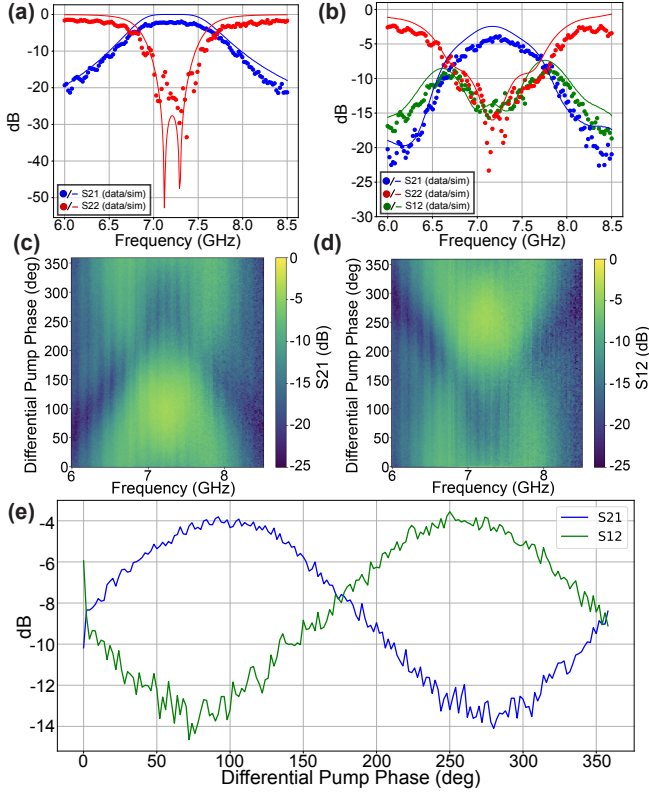 (a)
0
-10
-20
-30
-40
-50
dB
S21 (data/sim)
S22 (data/sim)
6.0 6.5 7.0 7.5 8.0 8.5
Frequency (GHz)
(b)
0
-5
-10
-15
-20
-25
-30
dB
S21 (data/sim)
S22 (data/sim)
S12 (data/sim)
6.0 6.5 7.0 7.5 8.0 8.5
Frequency (GHz)
(c)
350
300
250
200
150
100
50
0
Differential Pump Phase (deg)
6 7 8
Frequency (GHz)
0
-5
-10
-15
-20
-25
S21 (dB)
(d)
350
300
250
200
150
100
50
0
Differential Pump Phase (deg)
6 7 8
Frequency (GHz)
0
-5
-10
-15
-20
-25
S12 (dB)
(e)
-4
-6
-8
-10
-12
-14
dB
S21
S12
0 50 100 150 200 250 300 350
Differential Pump Phase (deg)